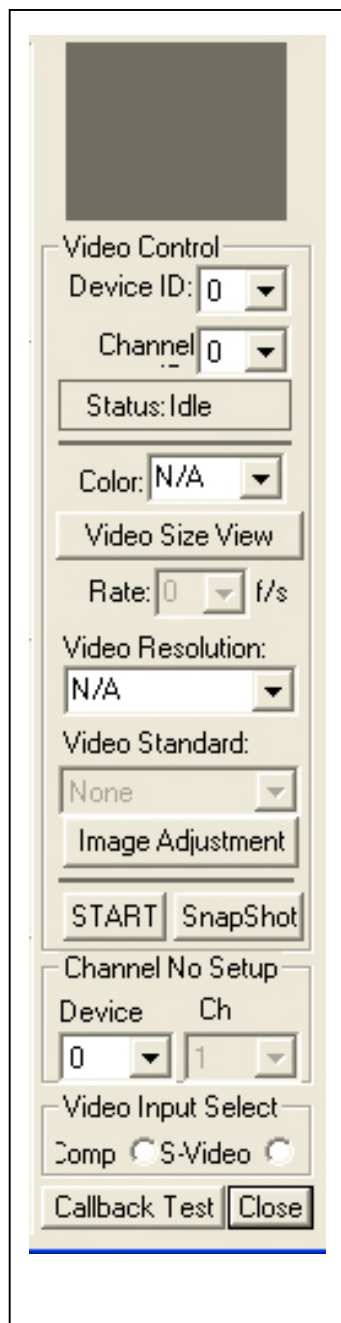 Video Control
Device ID: 0
Channel 0
Status: Idle
Color: N/A
Video Size View
Rate: 0 f/s
Video Resolution:
N/A
Video Standard:
None
Image Adjustment
START SnapShot
Channel No Setup
Device Ch
0 1
Video Input Select
Comp S-Video
Callback Test Close